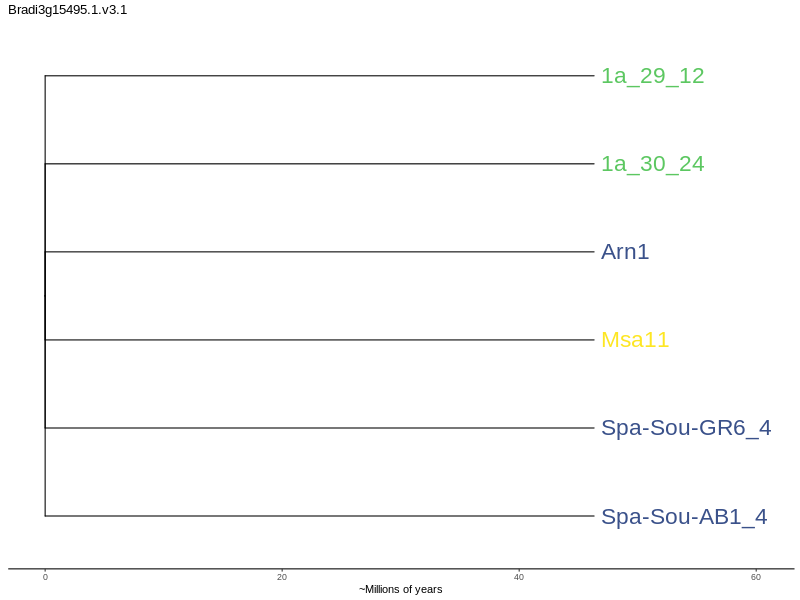 Bradi3g15495.1.v3.1
1a_29_12
1a_30_24
Arn1
Msa11
Spa-Sou-GR6_4
Spa-Sou-AB1_4
0 20 40 60
~Millions of years